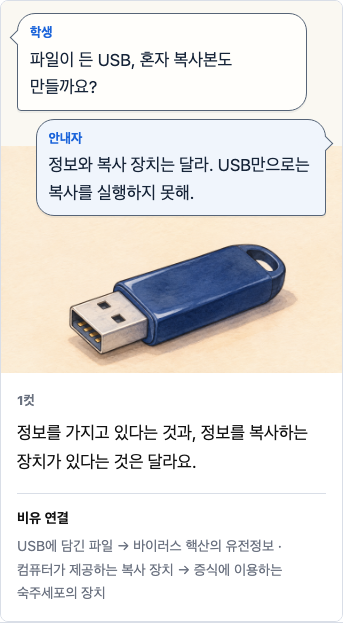 학생
파일이 든 USB, 혼자 복사본도
만들까요?
안내자
정보와 복사 장치는 달라. USB만으로는
복사를 실행하지 못해.
1컷
정보를 가지고 있다는 것과, 정보를 복사하는
장치가 있다는 것은 달라요.
비유 연결
USB에 담긴 파일 → 바이러스 핵산의 유전정보 ·
컴퓨터가 제공하는 복사 장치 → 증식에 이용하는
숙주세포의 장치